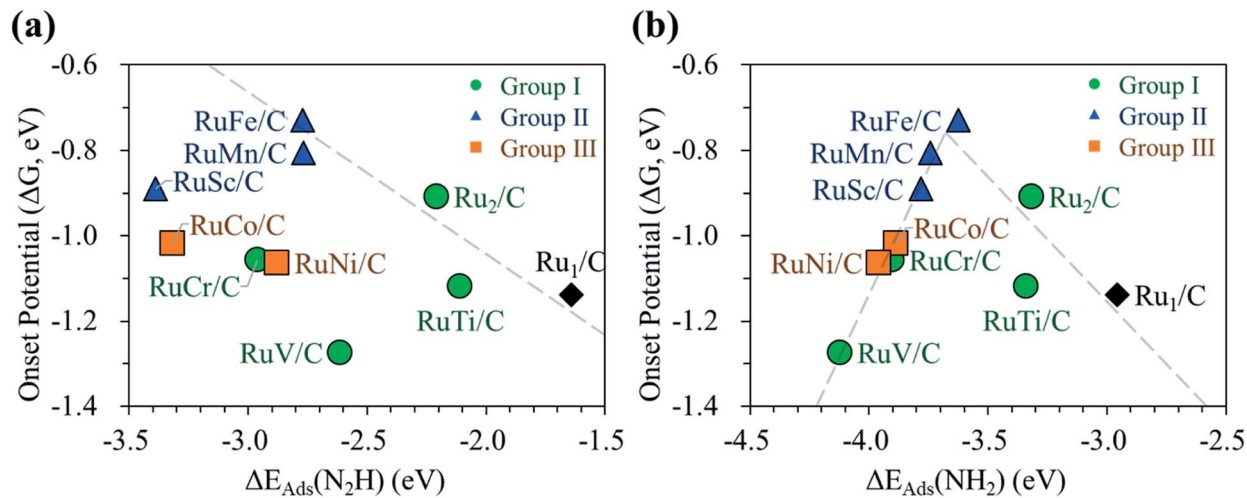 (a)
Onset Potential (ΔG, eV)
-0.6
-0.8
-1.0
-1.2
-1.4
Group I
Group II
Group III
RuFe/C
RuMn/C
RuSc/C
Ru₂/C
RuCo/C
RuNi/C
Ru₁/C
RuCr/C
RuTi/C
RuV/C
-3.5 -3.0 -2.5 -2.0 -1.5
ΔE_Ads(N₂H) (eV)
(b)
Onset Potential (ΔG, eV)
-0.6
-0.8
-1.0
-1.2
-1.4
Group I
Group II
Group III
RuFe/C
RuMn/C
RuSc/C
Ru₂/C
RuCo/C
RuNi/C
RuCr/C
Ru₁/C
RuTi/C
RuV/C
-4.5 -4.0 -3.5 -3.0 -2.5
ΔE_Ads(NH₂) (eV)